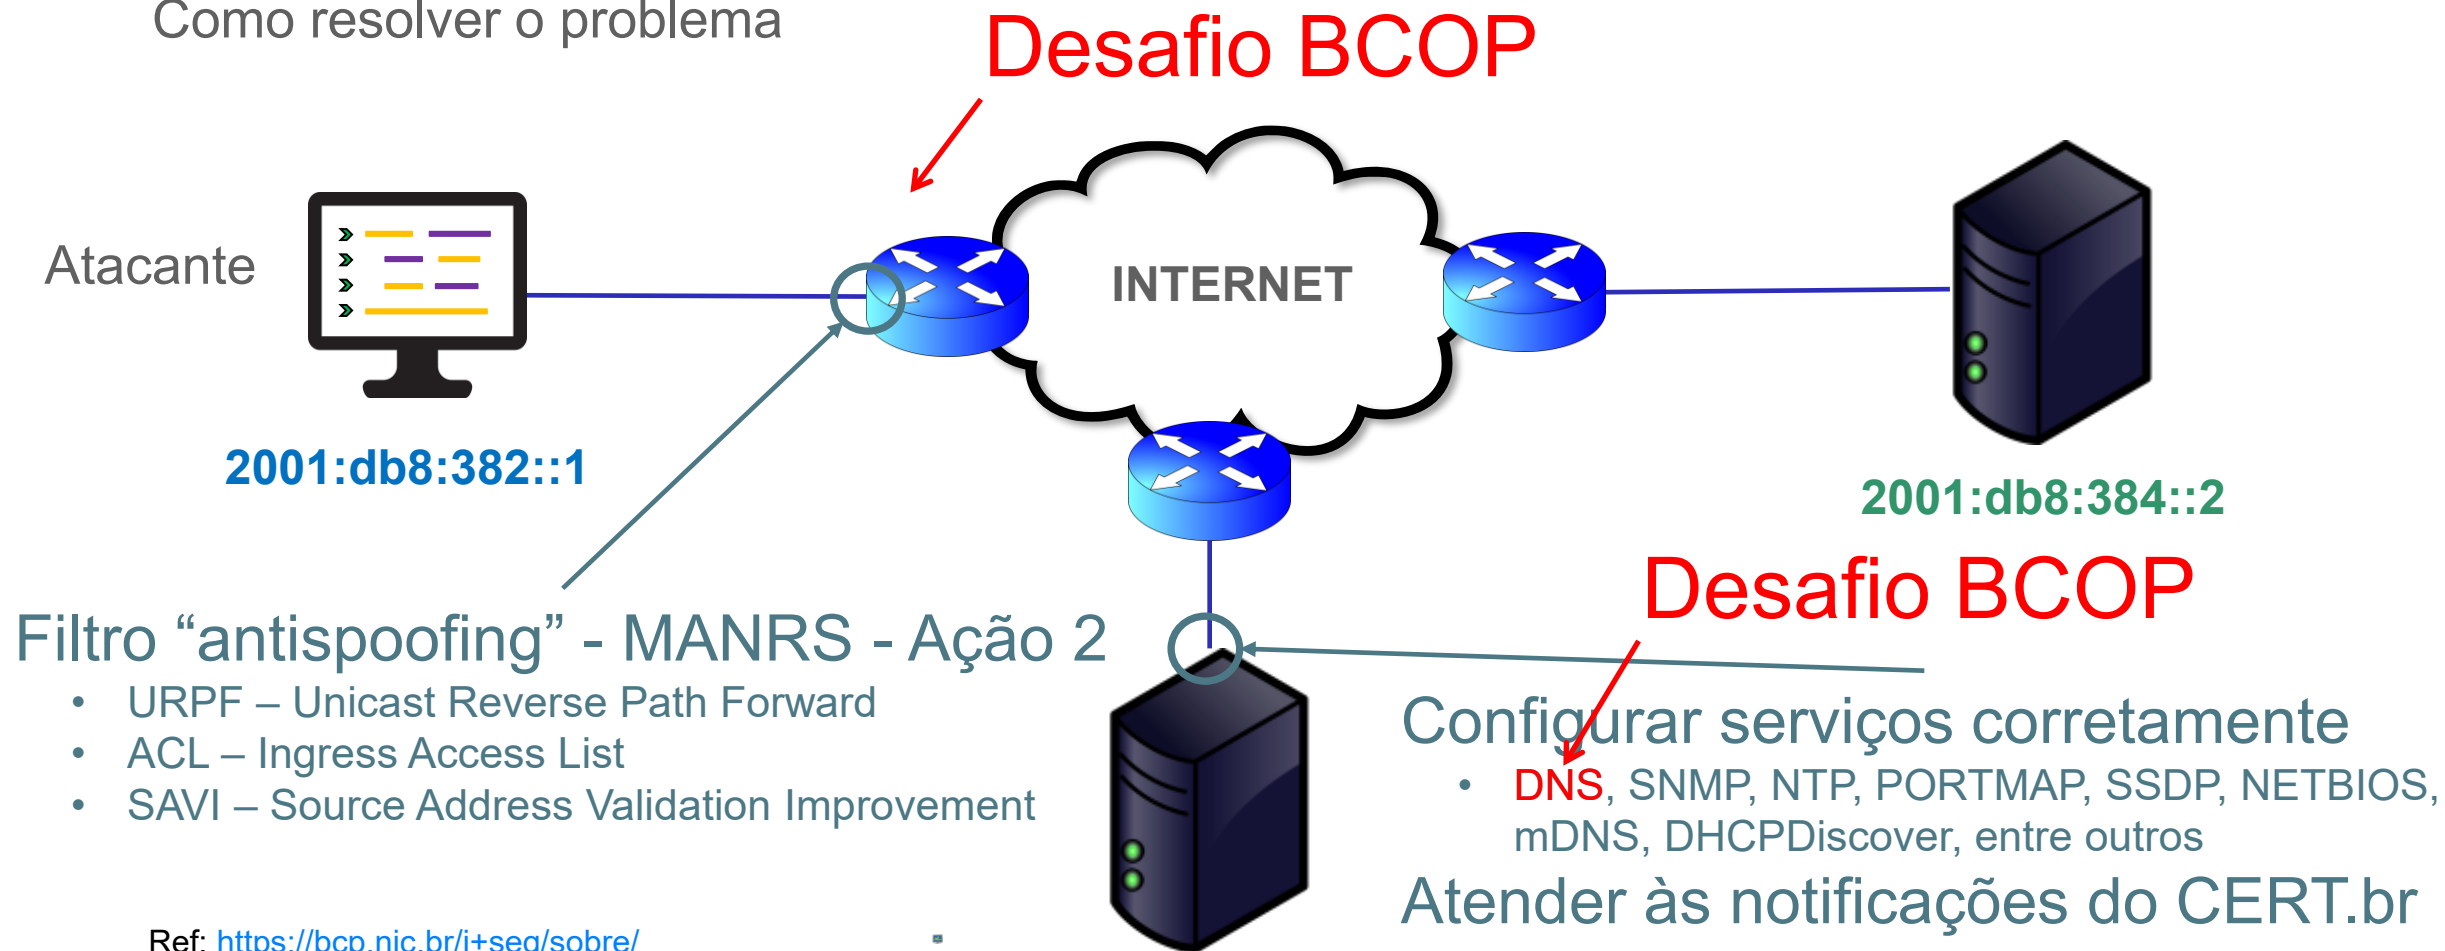 Como resolver o problema
Desafio BCOP
Atacante
INTERNET
2001:db8:382::1
2001:db8:384::2
Desafio BCOP
Filtro “antispoofing” - MANRS - Ação 2
• URPF – Unicast Reverse Path Forward
• ACL – Ingress Access List
• SAVI – Source Address Validation Improvement
Configurar serviços corretamente
• DNS, SNMP, NTP, PORTMAP, SSDP, NETBIOS,
mDNS, DHCPDiscover, entre outros
Atender às notificações do CERT.br
Ref: https://bcp.nic.br/i+seg/sobre/